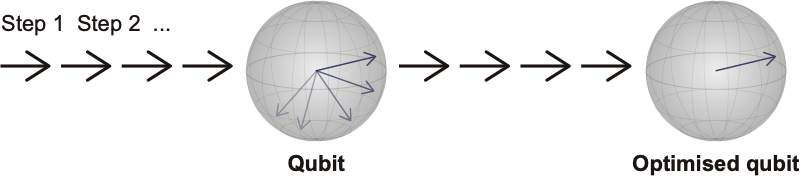 Step 1 Step 2 ...
Qubit
Optimised qubit